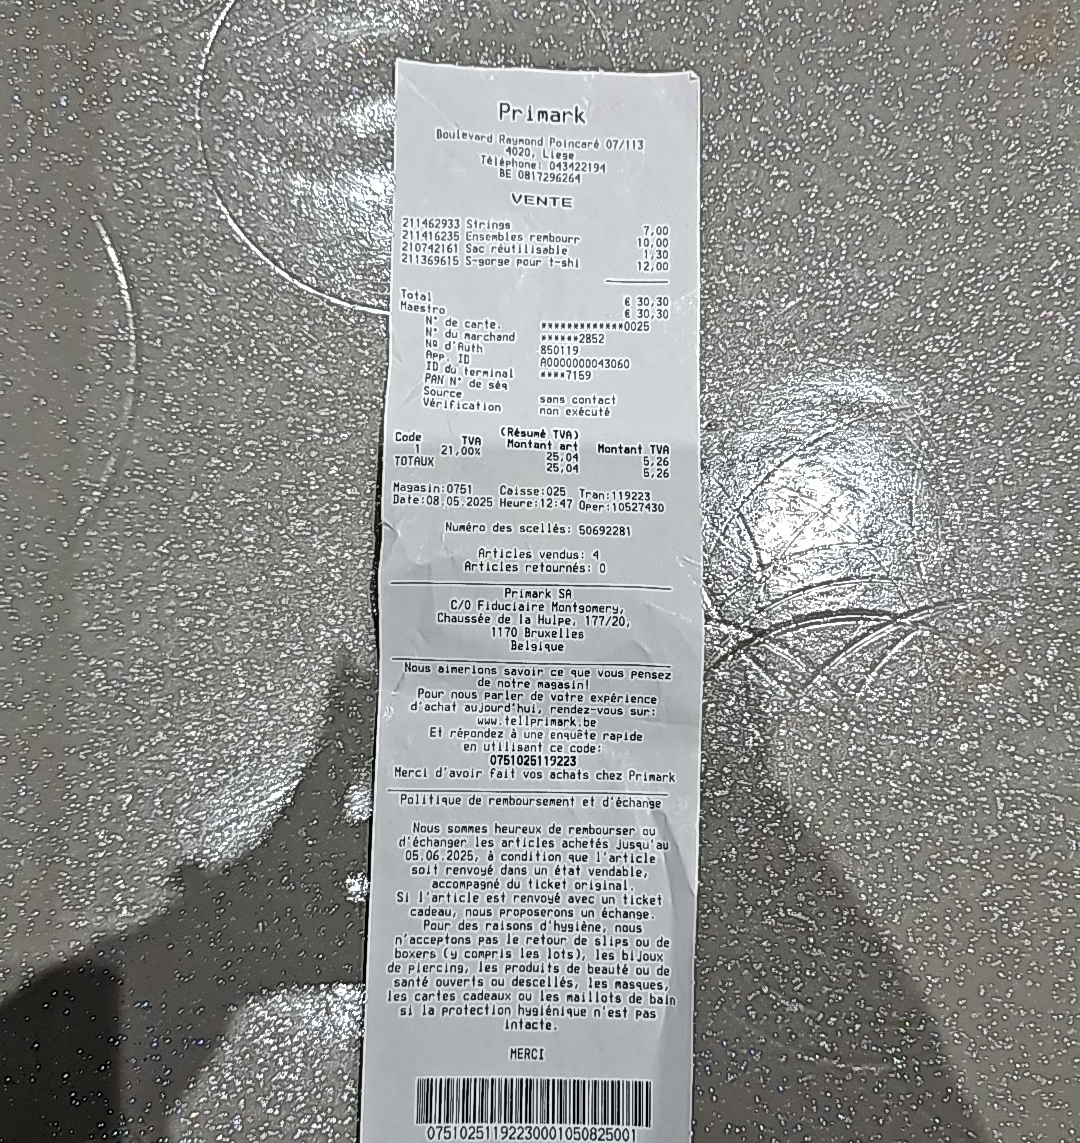 Primark
Boulevard Raymond Poincaré 07/113
4020, Liege
Téléphone: 043422194
BE 0817296264
VENTE
211462933 Strings 7,00
211416235 Ensembles rembourr 10,00
210742161 Sac réutilisable 1,30
211369615 S-gorge pour t-shi 12,00
Total € 30,30
Maestro € 30,30
N° de carte. *************0025
N° du marchand ******2852
No d'Auth 850119
App. ID A0000000043060
ID du terminal ****7169
PAN N° de séq
Source sans contact
Vérification non exécuté
(Résumé TVA)
Code TVA Montant art Montant TVA
1 21,00% 25,04 5,26
TOTAUX 25,04 5,26
Magasin:0751 Caisse:025 Tran:119223
Date:08.05.2025 Heure:12:47 Oper:10527430
Numéro des scellés: 50692281
Articles vendus: 4
Articles retournés: 0
Primark SA
C/O Fiduciaire Montgomery,
Chaussée de la Hulpe, 177/20,
1170 Bruxelles
Belgique
Nous aimerions savoir ce que vous pensez
de notre magasin!
Pour nous parler de votre expérience
d'achat aujourd'hui, rendez-vous sur:
www.tellprimark.be
Et répondez à une enquête rapide
en utilisant ce code:
0751025119223
Merci d'avoir fait vos achats chez Primark
Politique de remboursement et d'échange
Nous sommes heureux de rembourser ou
d'échanger les articles achetés jusqu'au
05.06.2025, à condition que l'article
soit renvoyé dans un état vendable,
accompagné du ticket original.
Si l'article est renvoyé avec un ticket
cadeau, nous proposerons un échange.
Pour des raisons d'hygiène, nous
n'acceptons pas le retour de slips ou de
boxers (y compris les lots), les bijoux
de piercing, les produits de beauté ou de
santé ouverts ou descellés, les masques,
les cartes cadeaux ou les maillots de bain
si la protection hygiénique n'est pas
intacte.
MERCI
07510251192230001050825001